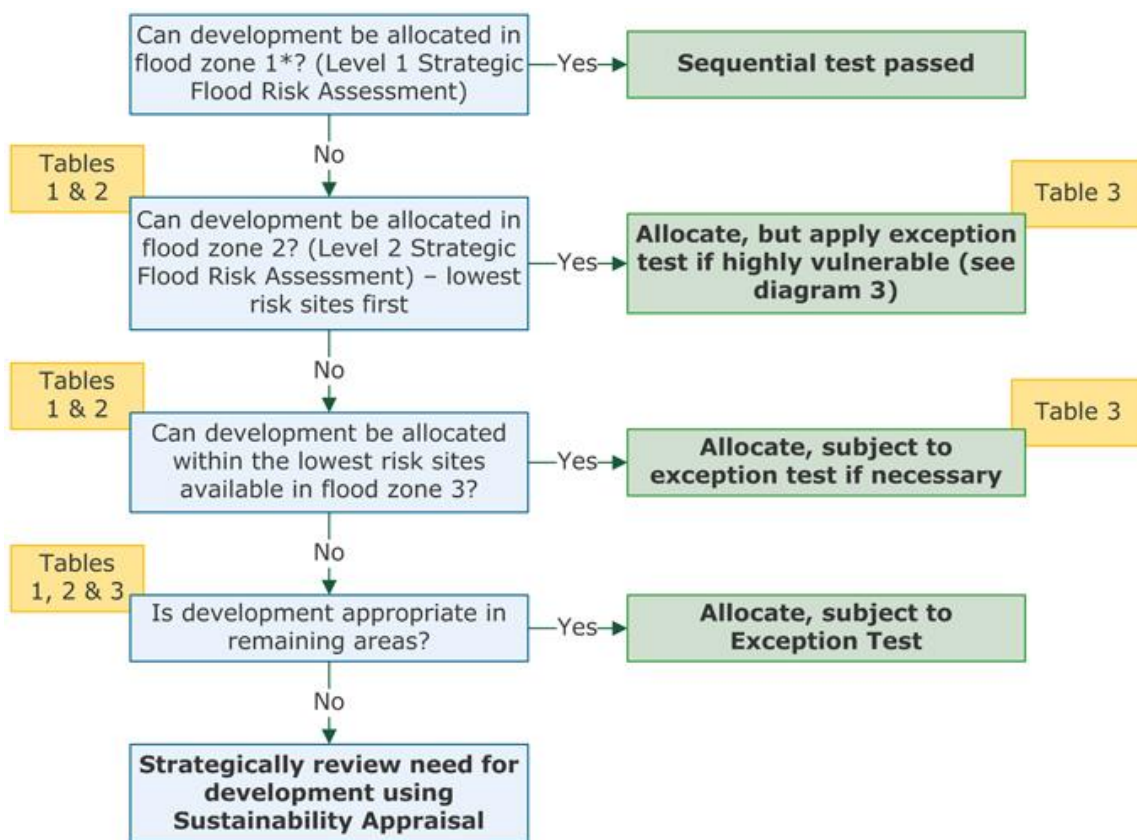 Can development be allocated in
flood zone 1*? (Level 1 Strategic
Flood Risk Assessment)
Yes
Sequential test passed
No
Tables
1 & 2
Can development be allocated in
flood zone 2? (Level 2 Strategic
Flood Risk Assessment) – lowest
risk sites first
Yes
Table 3
Allocate, but apply exception
test if highly vulnerable (see
diagram 3)
No
Tables
1 & 2
Can development be allocated
within the lowest risk sites
available in flood zone 3?
Yes
Table 3
Allocate, subject to
exception test if necessary
No
Tables
1, 2 & 3
Is development appropriate in
remaining areas?
Yes
Allocate, subject to
Exception Test
No
Strategically review need for
development using
Sustainability Appraisal